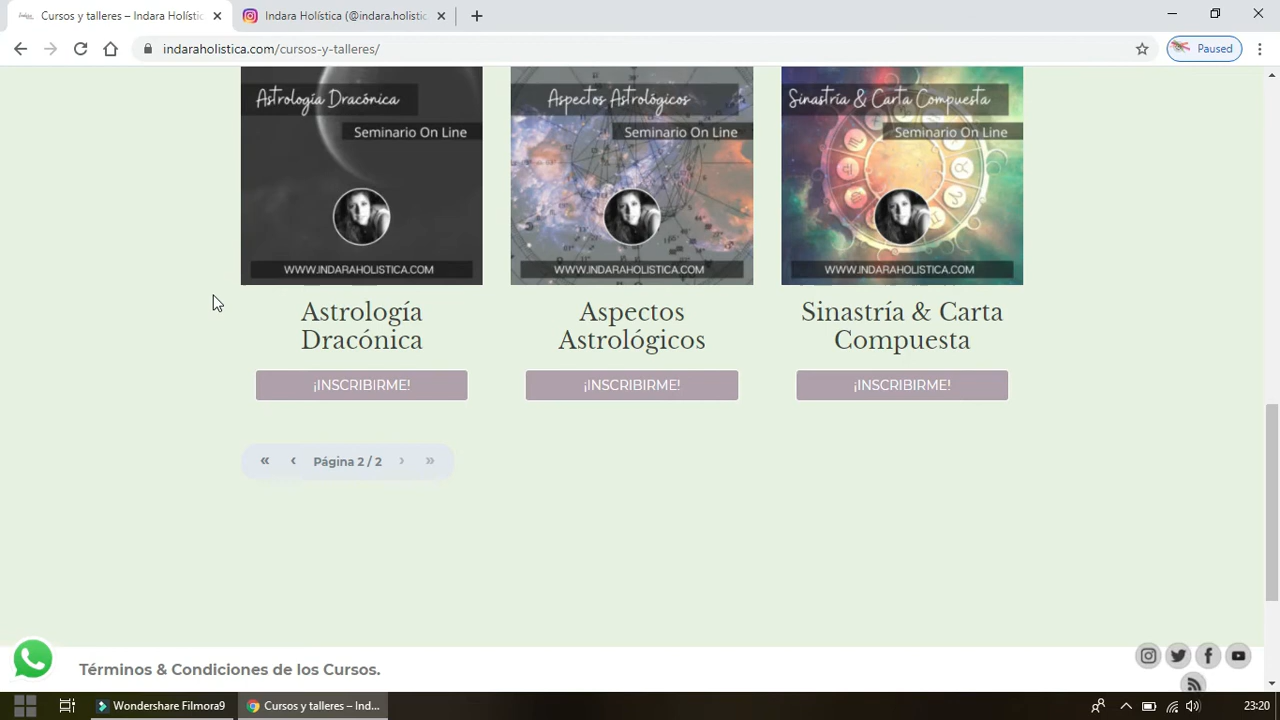 Cursos y talleres – Indara Holístic
Indara Holística (@indara.holistic
indaraholistica.com/cursos-y-talleres/
Paused
Astrología Dracónica
Seminario On Line
WWW.INDARAHOLISTICA.COM
Aspectos Astrológicos
Seminario On Line
WWW.INDARAHOLISTICA.COM
Sinastría & Carta Compuesta
Seminario On Line
WWW.INDARAHOLISTICA.COM
Astrología
Dracónica
¡INSCRIBIRME!
Aspectos
Astrológicos
¡INSCRIBIRME!
Sinastría & Carta
Compuesta
¡INSCRIBIRME!
« ‹ Página 2 / 2 › »
Términos & Condiciones de los Cursos.
Wondershare Filmora9
Cursos y talleres – Ind...
23:20